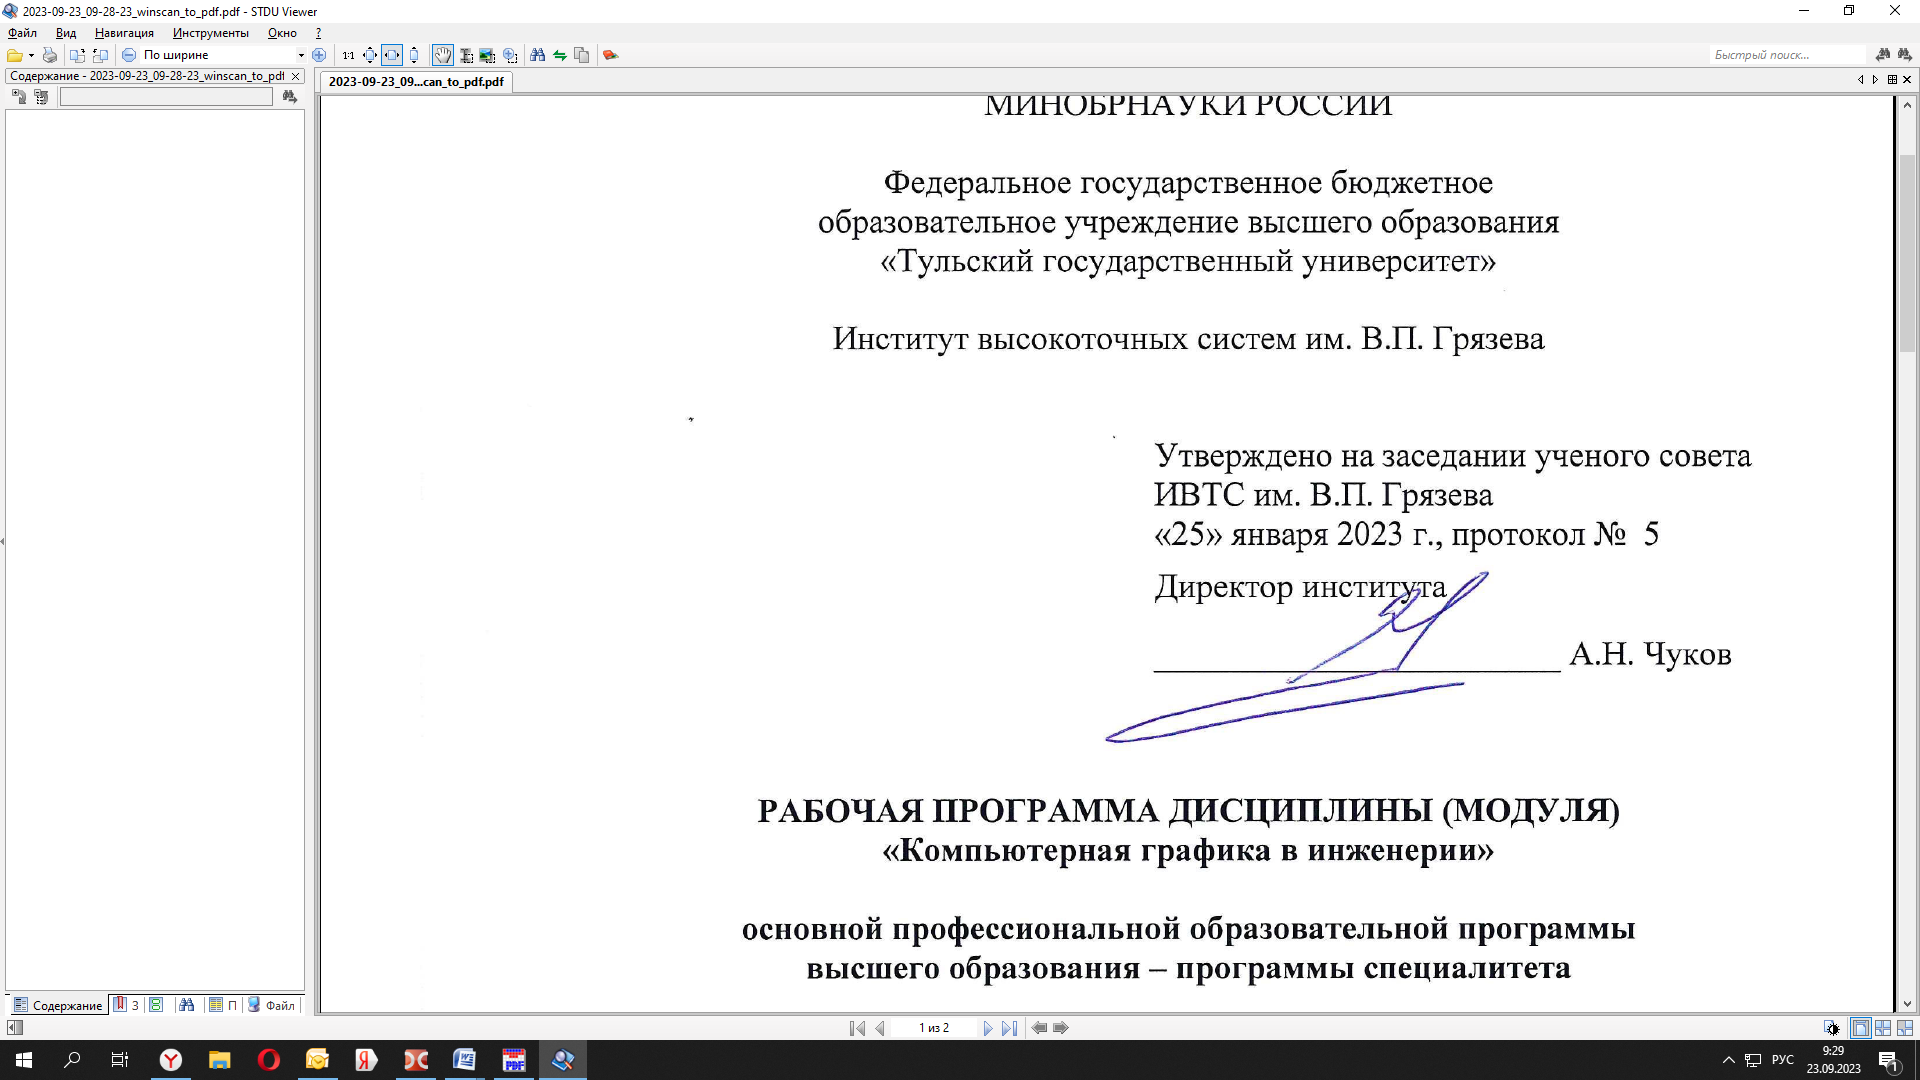 2023-09-23_09-28-23_winscan_to_pdf.pdf - STDU Viewer
Файл Вид Навигация Инструменты Окно ?
По ширине
1:1
Быстрый поиск...
Содержание - 2023-09-23_09-28-23_winscan_to_pdf
2023-09-23_09...can_to_pdf.pdf
МИНОБРНАУКИ РОССИИ
Федеральное государственное бюджетное
образовательное учреждение высшего образования
«Тульский государственный университет»
Институт высокоточных систем им. В.П. Грязева
Утверждено на заседании ученого совета
ИВТС им. В.П. Грязева
«25» января 2023 г., протокол № 5
Директор института
А.Н. Чуков
РАБОЧАЯ ПРОГРАММА ДИСЦИПЛИНЫ (МОДУЛЯ)
«Компьютерная графика в инженерии»
основной профессиональной образовательной программы
высшего образования – программы специалитета
Содержание З П Файл
1 из 2
РУС
9:29
23.09.2023
1